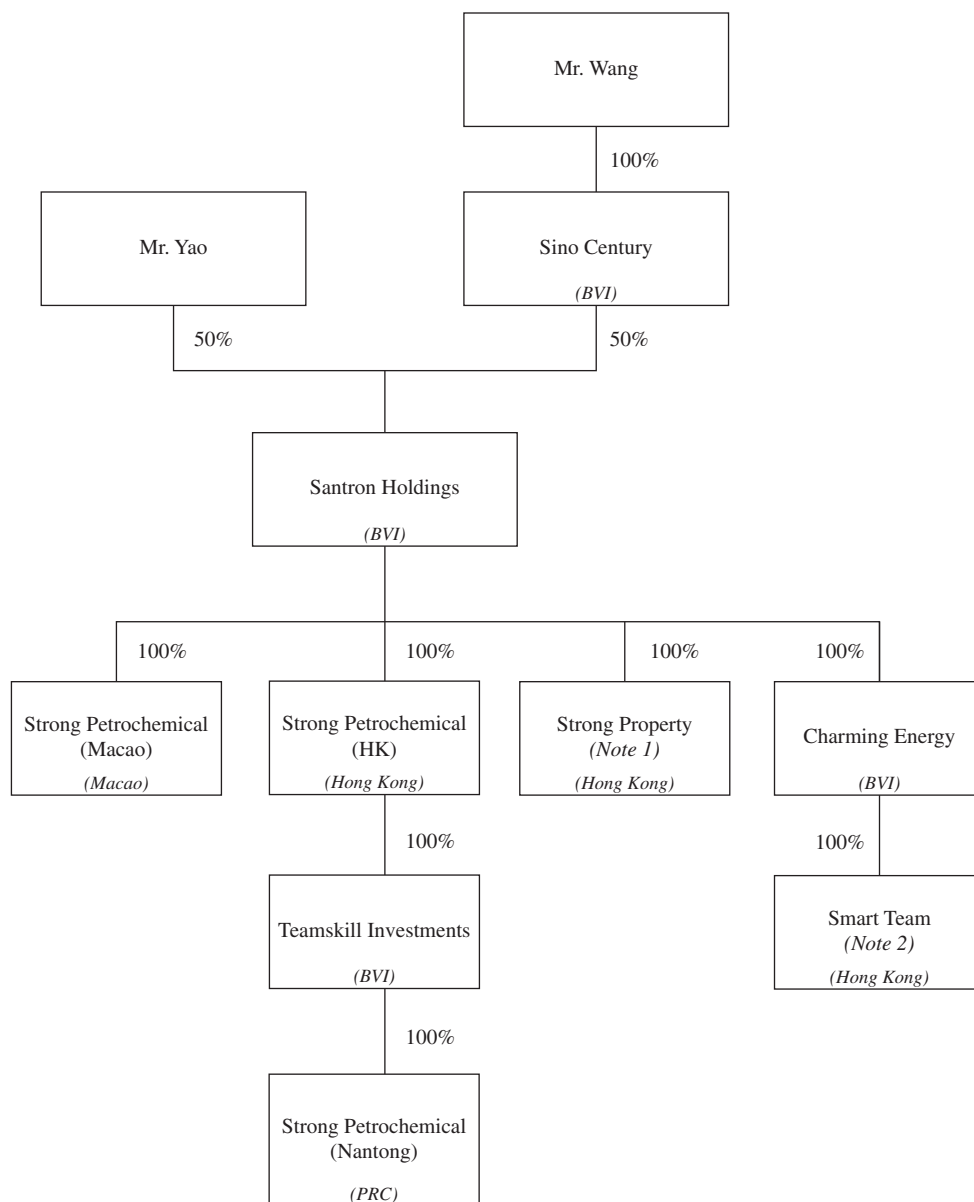 Mr. Wang
100%
Mr. Yao
Sino Century
(BVI)
50%
50%
Santron Holdings
(BVI)
100%
100%
100%
100%
Strong Petrochemical
(Macao)
(Macao)
Strong Petrochemical
(HK)
(Hong Kong)
Strong Property
(Note 1)
(Hong Kong)
Charming Energy
(BVI)
100%
100%
Teamskill Investments
(BVI)
Smart Team
(Note 2)
(Hong Kong)
100%
Strong Petrochemical
(Nantong)
(PRC)